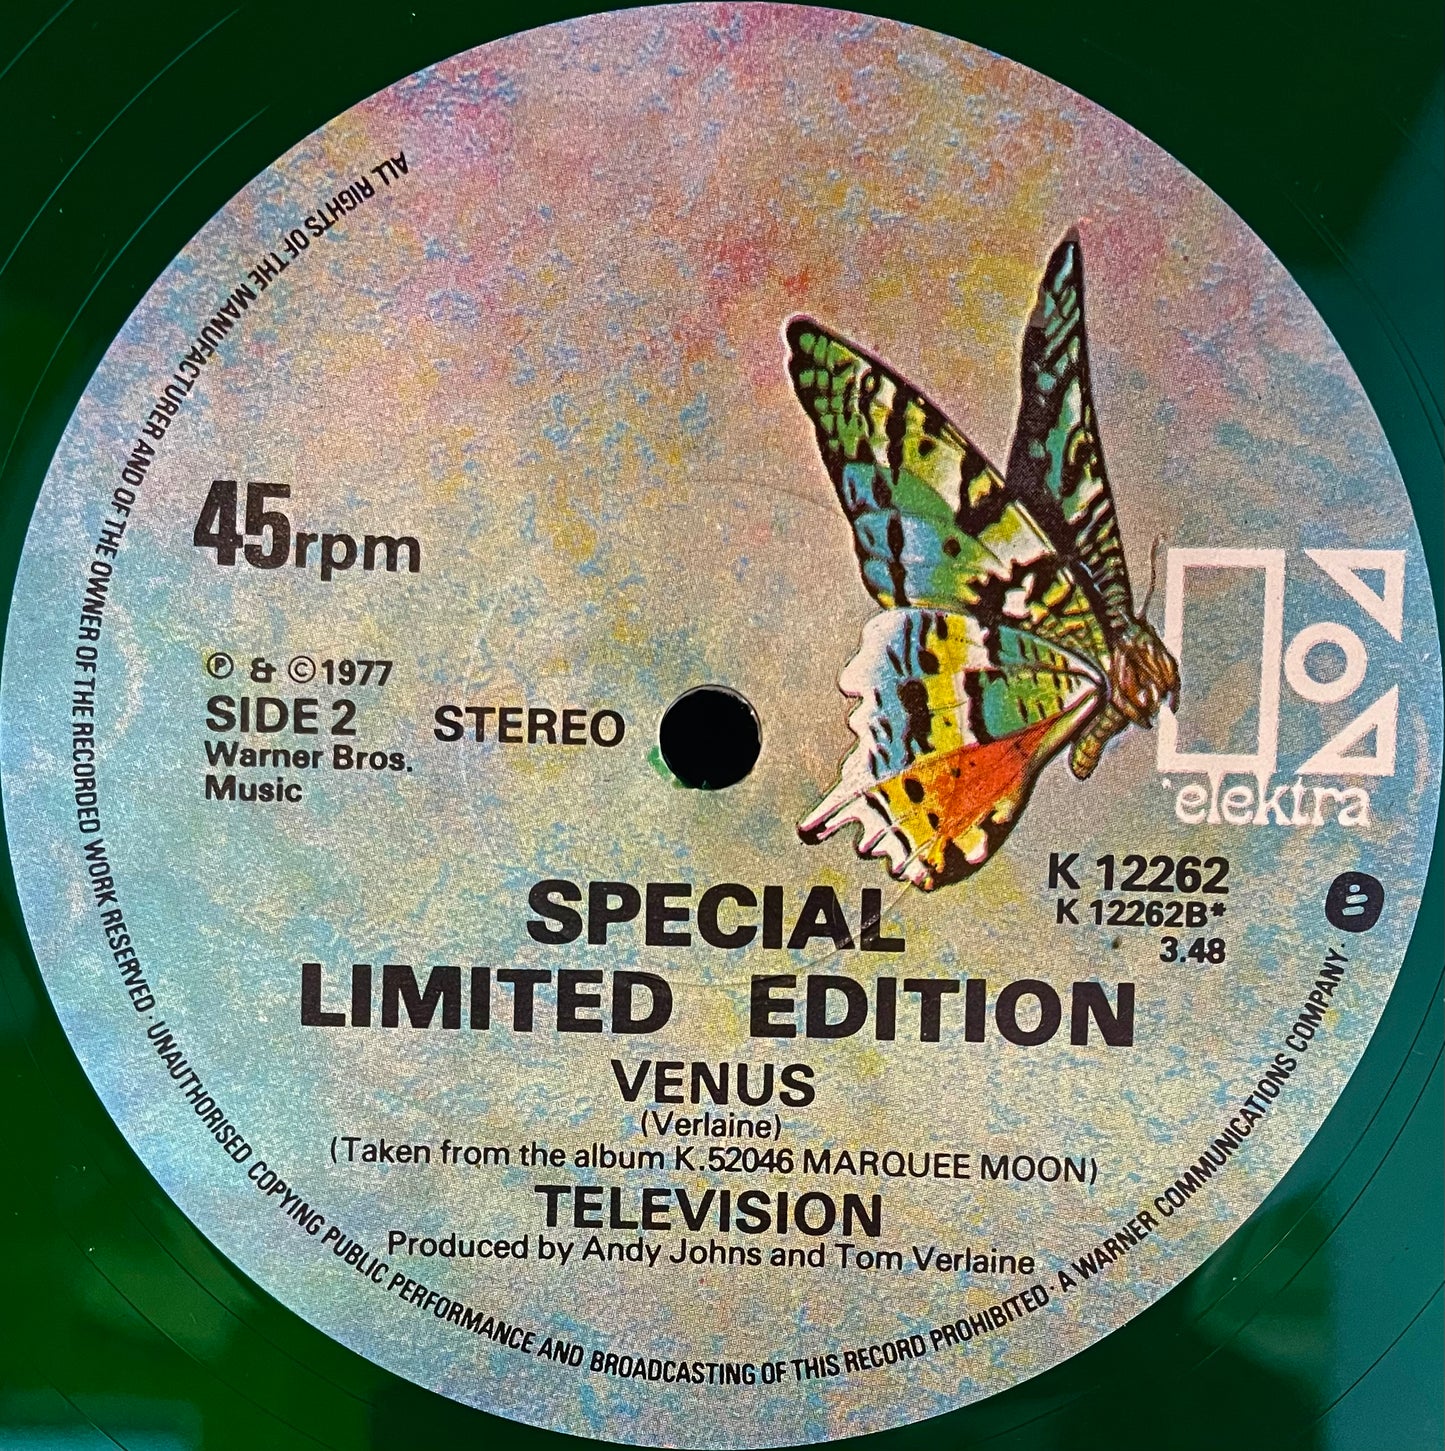 ALL RIGHTS OF THE MANUFACTURER AND OF THE OWNER OF THE RECORDED WORK RESERVED · UNAUTHORISED COPYING PUBLIC PERFORMANCE AND BROADCASTING OF THIS RECORD PROHIBITED · A WARNER COMMUNICATIONS COMPANY.
45rpm
℗ & ©1977
SIDE 2
Warner Bros.
Music
STEREO
elektra
K 12262
K 12262B*
3.48
SPECIAL
LIMITED EDITION
VENUS
(Verlaine)
(Taken from the album K.52046 MARQUEE MOON)
TELEVISION
Produced by Andy Johns and Tom Verlaine